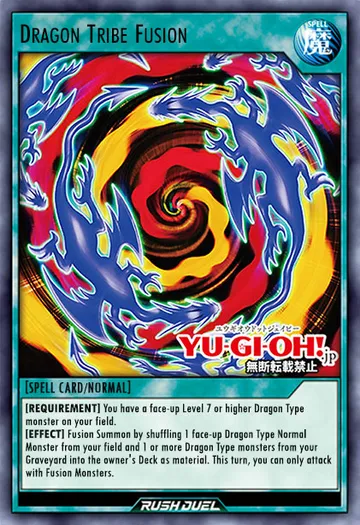 DRAGON TRIBE FUSION
SPELL
魔
ユウギオウドットジェイピー
YU-GI-OH!.jp
無断転載禁止
[SPELL CARD/NORMAL]
[REQUIREMENT] You have a face-up Level 7 or higher Dragon Type
monster on your field.
[EFFECT] Fusion Summon by shuffling 1 face-up Dragon Type Normal
Monster from your field and 1 or more Dragon Type monsters from your
Graveyard into the owner's Deck as material. This turn, you can only attack
with Fusion Monsters.
RUSH DUEL